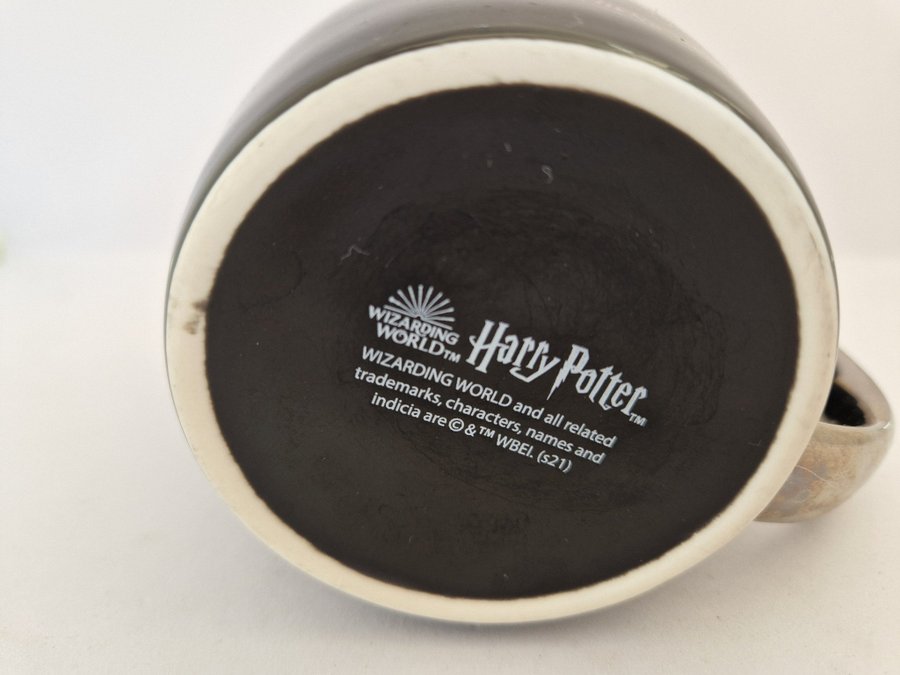 WIZARDING
WORLD™
Harry Potter™
WIZARDING WORLD and all related
trademarks, characters, names and
indicia are © & ™ WBEI. (s21)